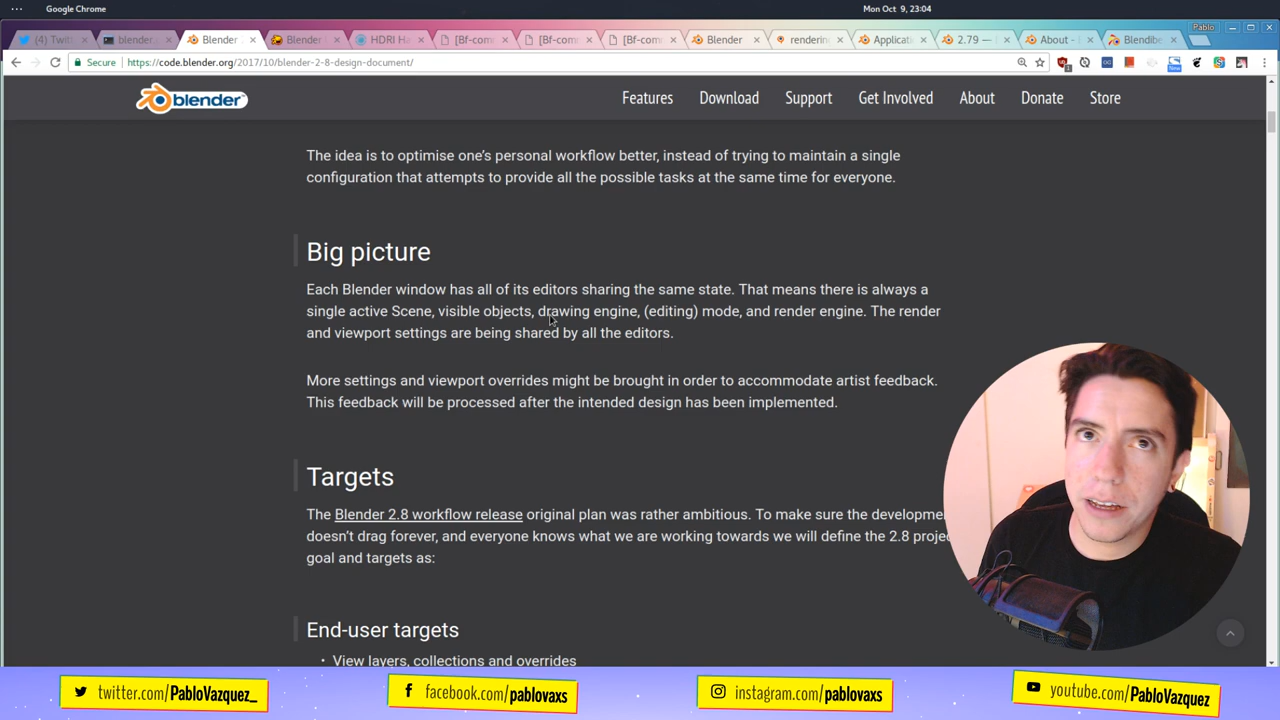 Google Chrome
Mon Oct 9, 23:04
(4) Twitt
blender_
Blender
Blender
HDRI Ha
[Bf-com
[Bf-com
[Bf-com
Blender
rendering
Applicati
2.79 —
About -
Blendibe
Pablo
Secure
https://code.blender.org/2017/10/blender-2-8-design-document/
blender
Features
Download
Support
Get Involved
About
Donate
Store
The idea is to optimise one's personal workflow better, instead of trying to maintain a single
configuration that attempts to provide all the possible tasks at the same time for everyone.
Big picture
Each Blender window has all of its editors sharing the same state. That means there is always a
single active Scene, visible objects, drawing engine, (editing) mode, and render engine. The render
and viewport settings are being shared by all the editors.
More settings and viewport overrides might be brought in order to accommodate artist feedback.
This feedback will be processed after the intended design has been implemented.
Targets
The Blender 2.8 workflow release original plan was rather ambitious. To make sure the developme
doesn't drag forever, and everyone knows what we are working towards we will define the 2.8 projec
goal and targets as:
End-user targets
• View layers, collections and overrides
twitter.com/PabloVazquez_
facebook.com/pablovaxs
instagram.com/pablovaxs
youtube.com/PabloVazquez